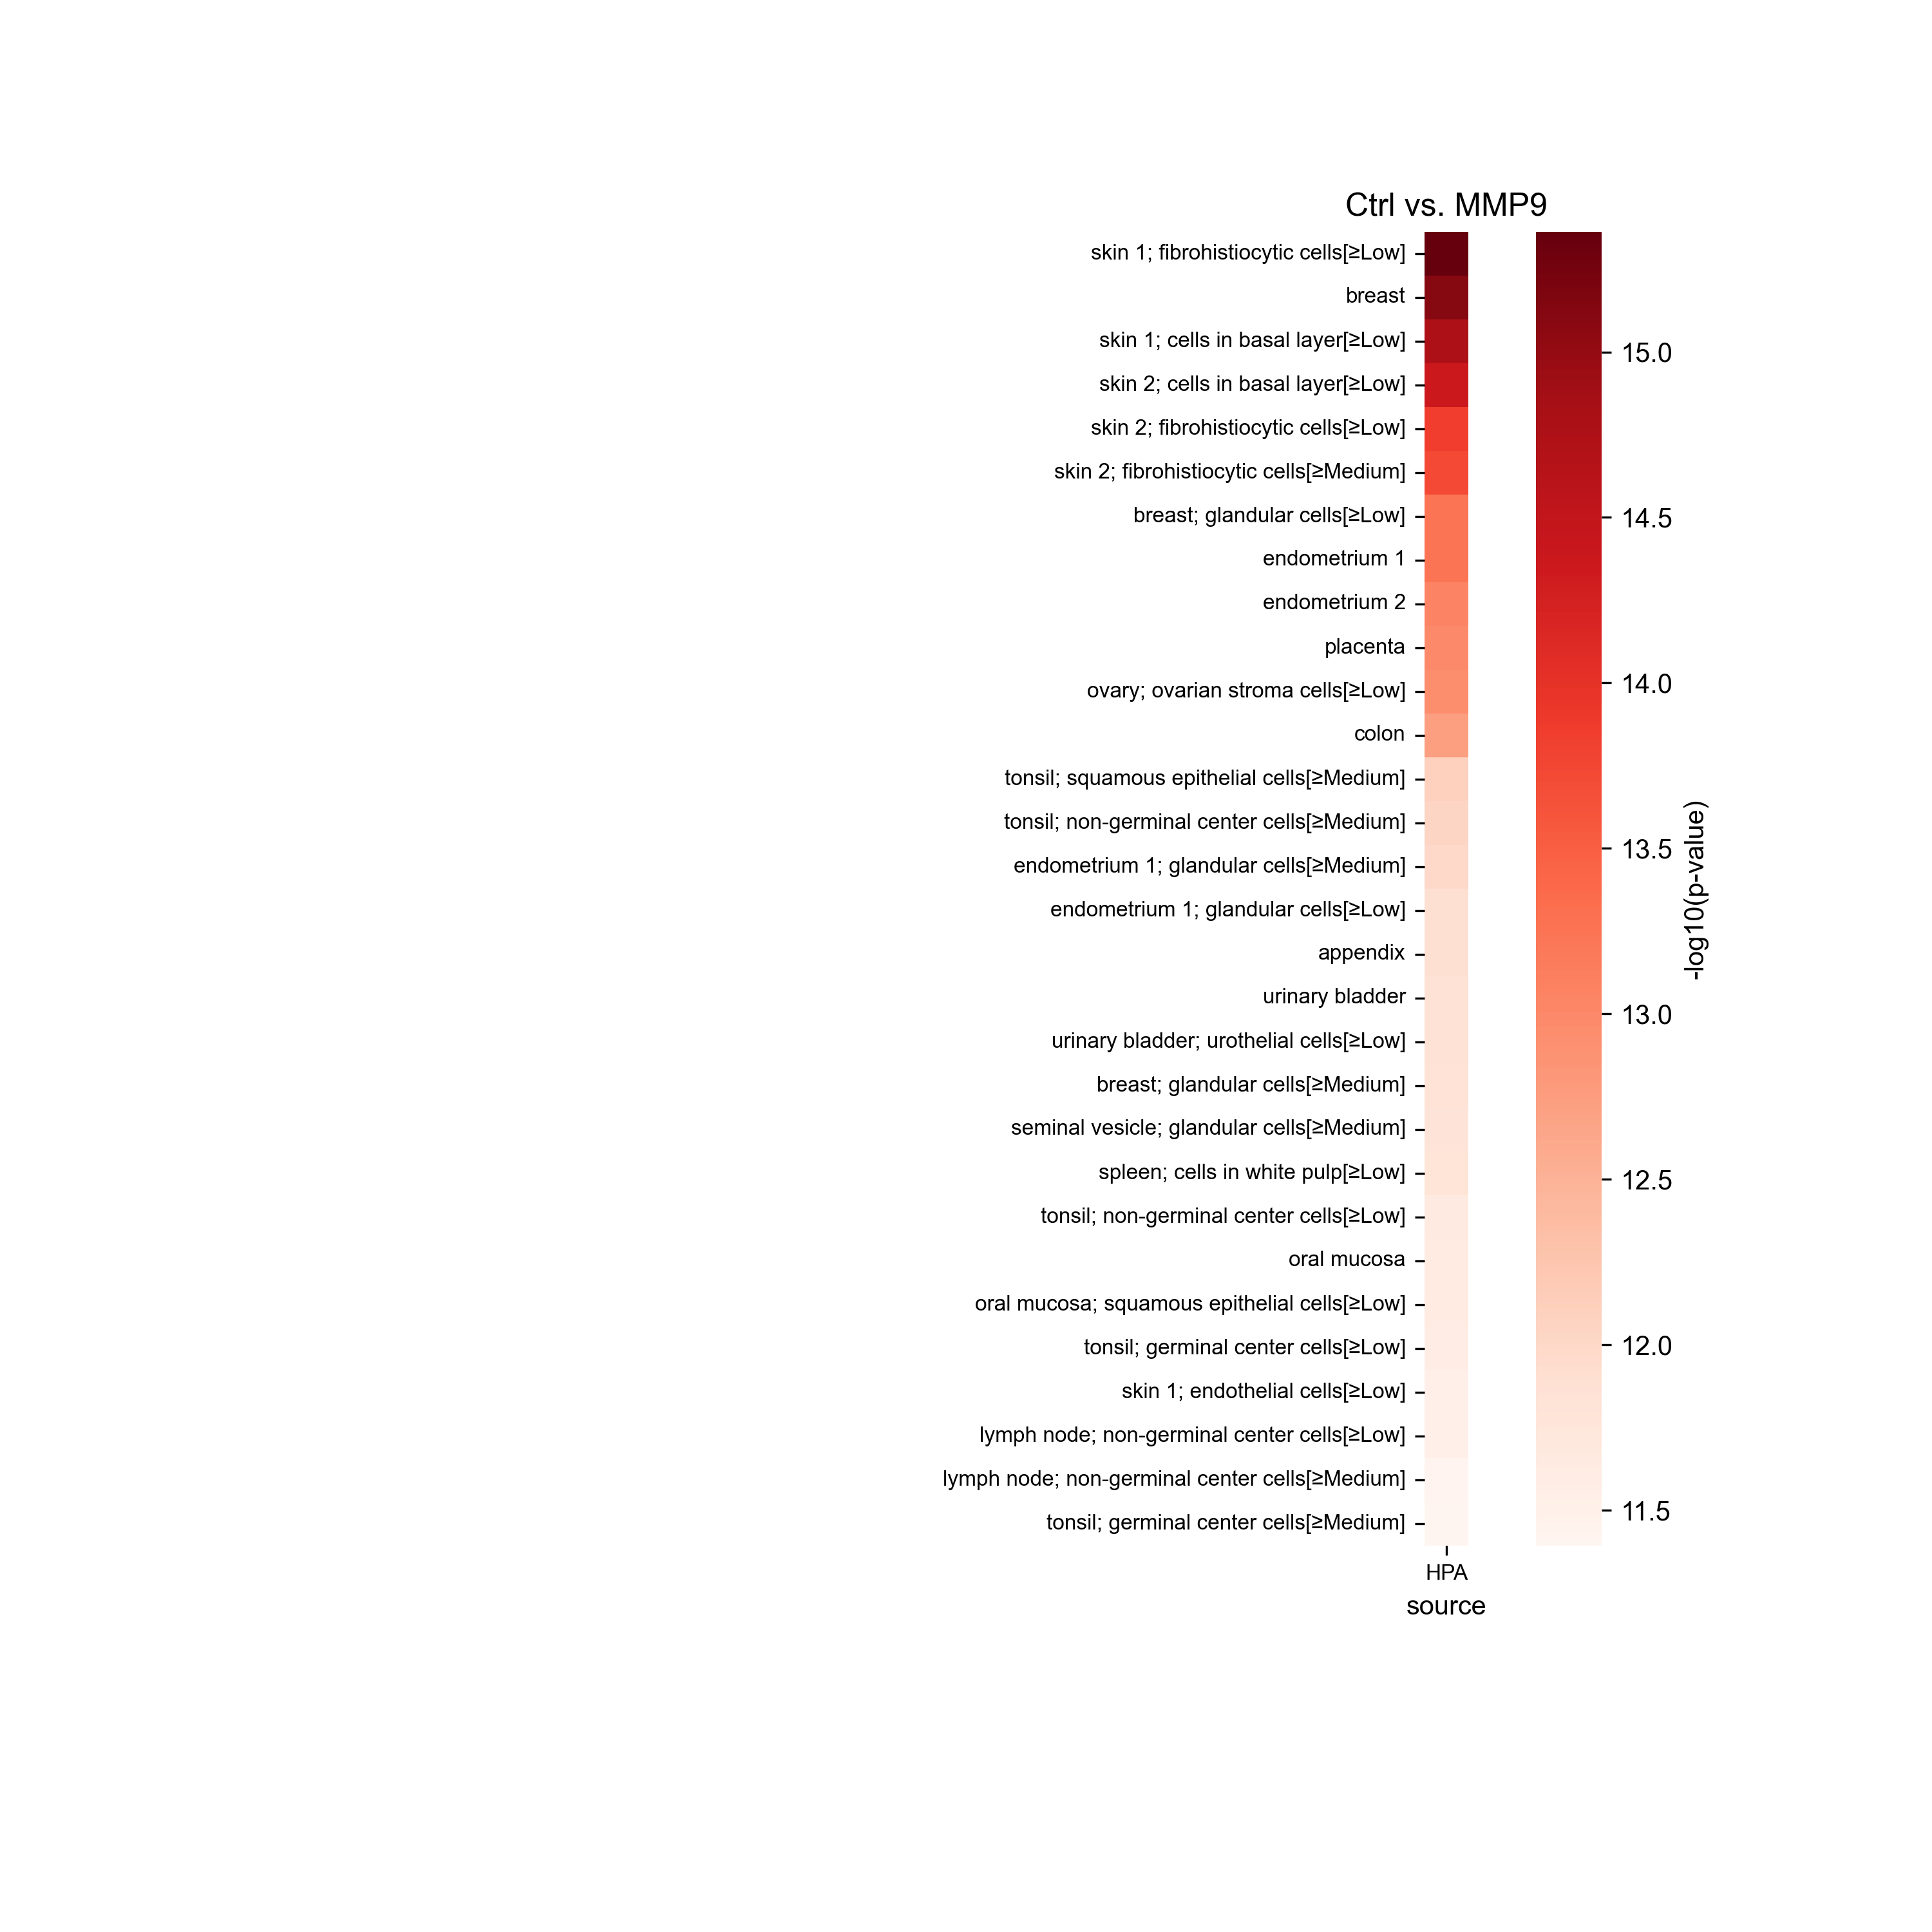 Ctrl vs. MMP9
skin 1; fibrohistiocytic cells[≥Low]
breast
skin 1; cells in basal layer[≥Low]
skin 2; cells in basal layer[≥Low]
skin 2; fibrohistiocytic cells[≥Low]
skin 2; fibrohistiocytic cells[≥Medium]
breast; glandular cells[≥Low]
endometrium 1
endometrium 2
placenta
ovary; ovarian stroma cells[≥Low]
colon
tonsil; squamous epithelial cells[≥Medium]
tonsil; non-germinal center cells[≥Medium]
endometrium 1; glandular cells[≥Medium]
endometrium 1; glandular cells[≥Low]
appendix
urinary bladder
urinary bladder; urothelial cells[≥Low]
breast; glandular cells[≥Medium]
seminal vesicle; glandular cells[≥Medium]
spleen; cells in white pulp[≥Low]
tonsil; non-germinal center cells[≥Low]
oral mucosa
oral mucosa; squamous epithelial cells[≥Low]
tonsil; germinal center cells[≥Low]
skin 1; endothelial cells[≥Low]
lymph node; non-germinal center cells[≥Low]
lymph node; non-germinal center cells[≥Medium]
tonsil; germinal center cells[≥Medium]
HPA
source
15.0
14.5
14.0
13.5
13.0
12.5
12.0
11.5
-log10(p-value)